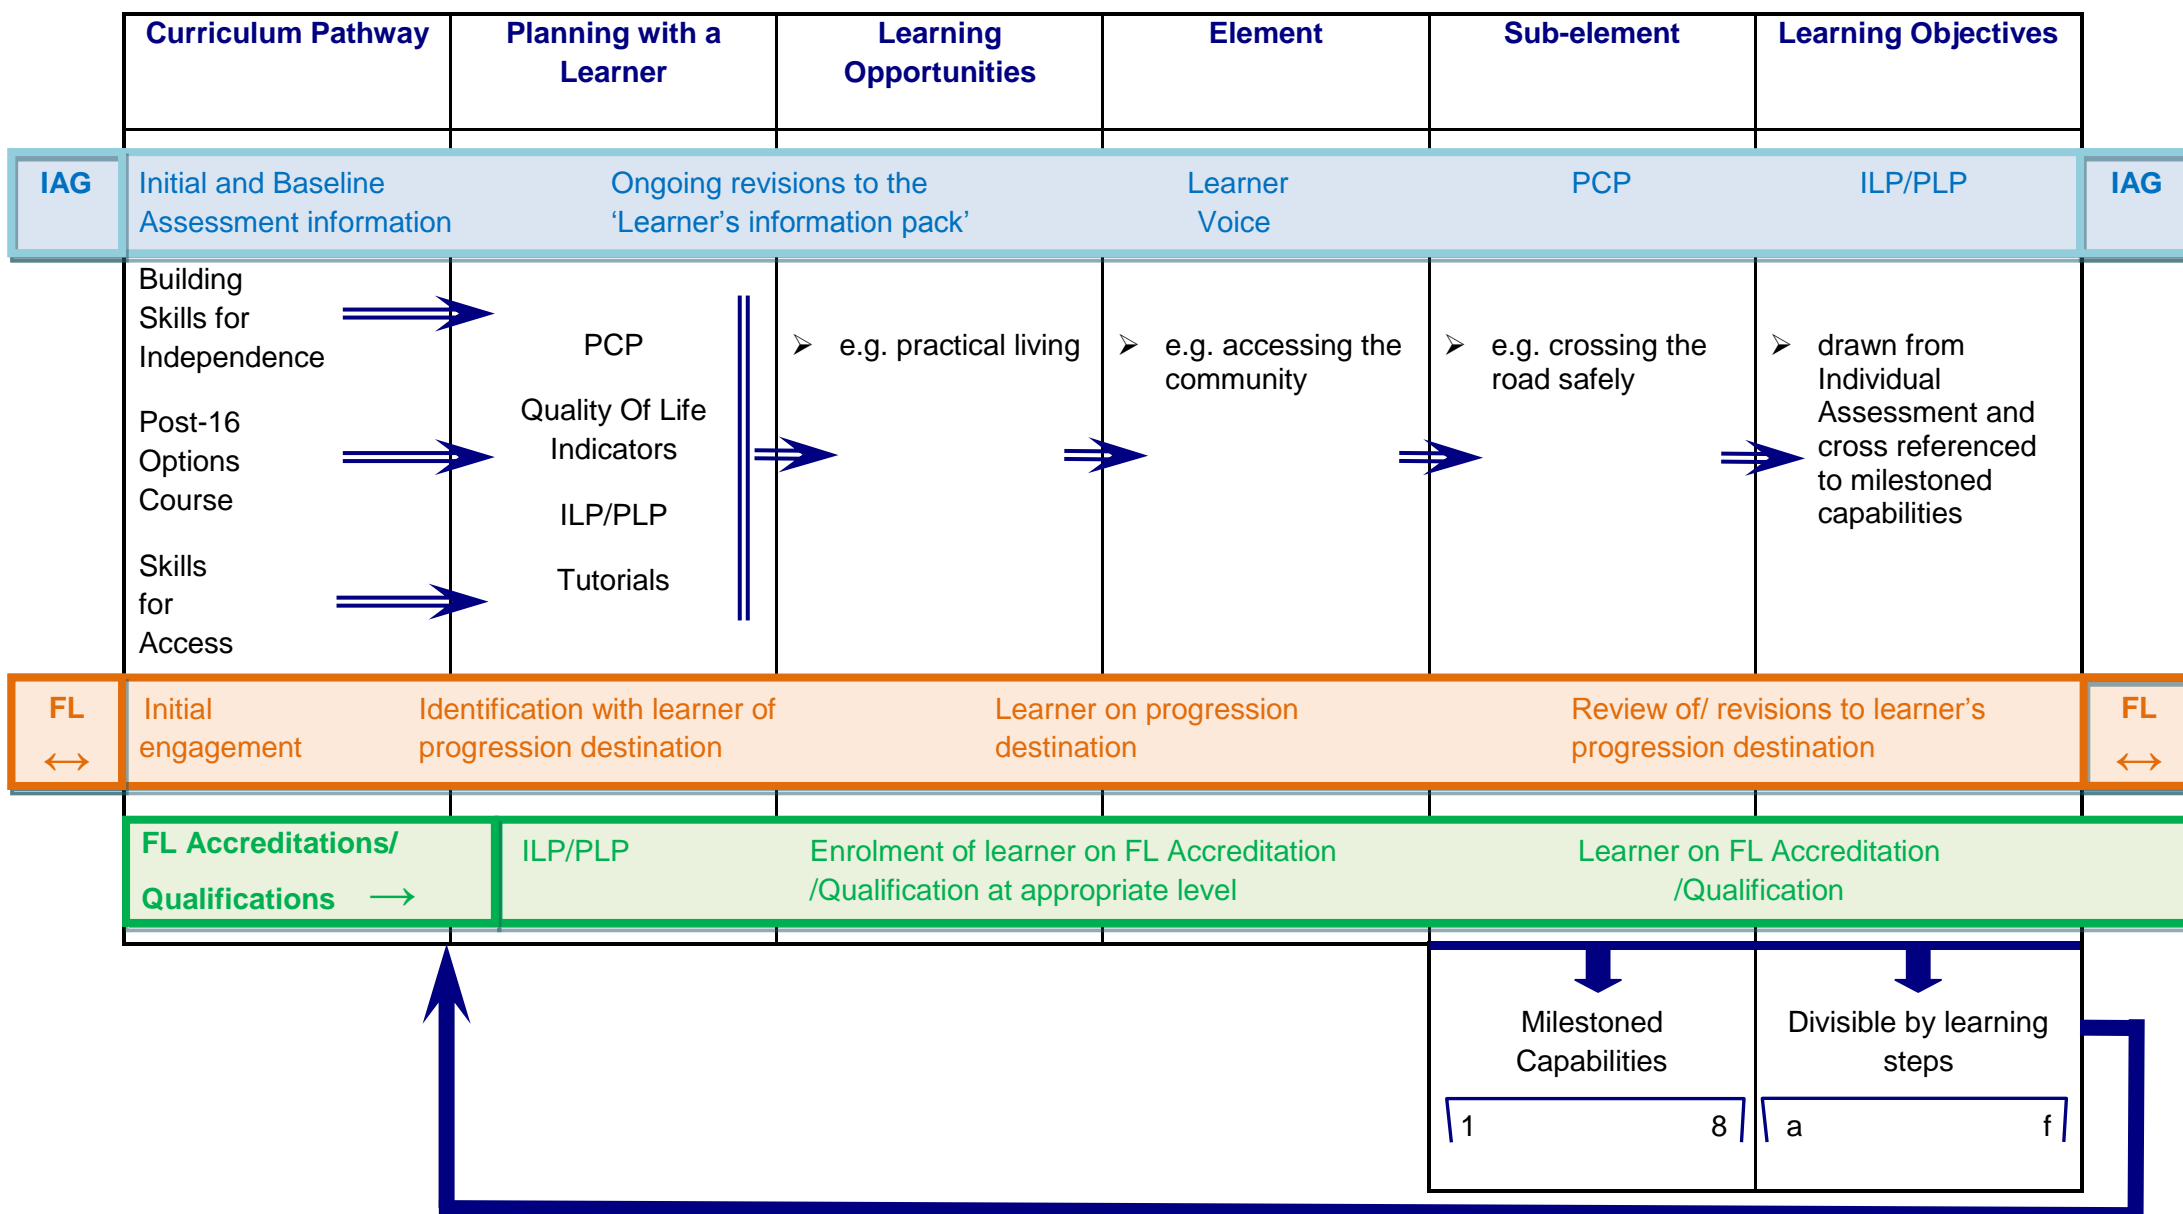 Curriculum Pathway
Planning with a
Learner
Learning
Opportunities
Element
Sub-element
Learning Objectives
IAG
Initial and Baseline
Assessment information
Ongoing revisions to the
‘Learner’s information pack’
Learner
Voice
PCP
ILP/PLP
IAG
Building
Skills for
Independence
Post-16
Options
Course
Skills
for
Access
PCP
Quality Of Life
Indicators
ILP/PLP
Tutorials
➢ e.g. practical living
➢ e.g. accessing the
community
➢ e.g. crossing the
road safely
➢ drawn from
Individual
Assessment and
cross referenced
to milestoned
capabilities
FL
↔
Initial
engagement
Identification with learner of
progression destination
Learner on progression
destination
Review of/ revisions to learner’s
progression destination
FL
↔
FL Accreditations/
Qualifications →
ILP/PLP
Enrolment of learner on FL Accreditation
/Qualification at appropriate level
Learner on FL Accreditation
/Qualification
Milestoned
Capabilities
1 8
Divisible by learning
steps
a f